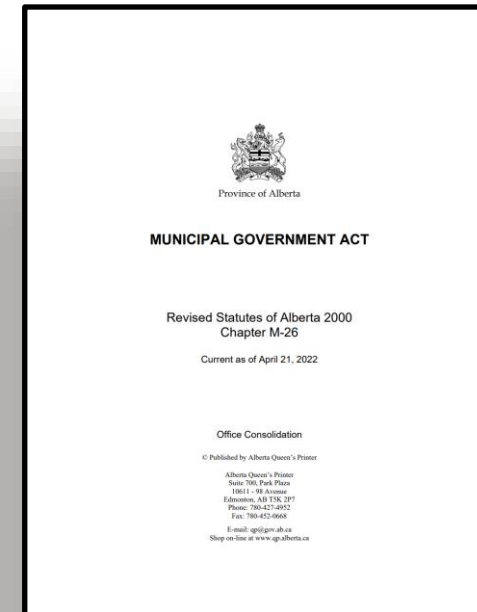 Province of Alberta
MUNICIPAL GOVERNMENT ACT
Revised Statutes of Alberta 2000
Chapter M-26
Current as of April 21, 2022
Office Consolidation
© Published by Alberta Queen's Printer
Alberta Queen's Printer
Suite 700, Park Plaza
10611 - 98 Avenue
Edmonton, AB T5K 2P7
Phone: 780-427-4952
Fax: 780-452-0668
E-mail: qp@gov.ab.ca
Shop on-line at www.qp.alberta.ca